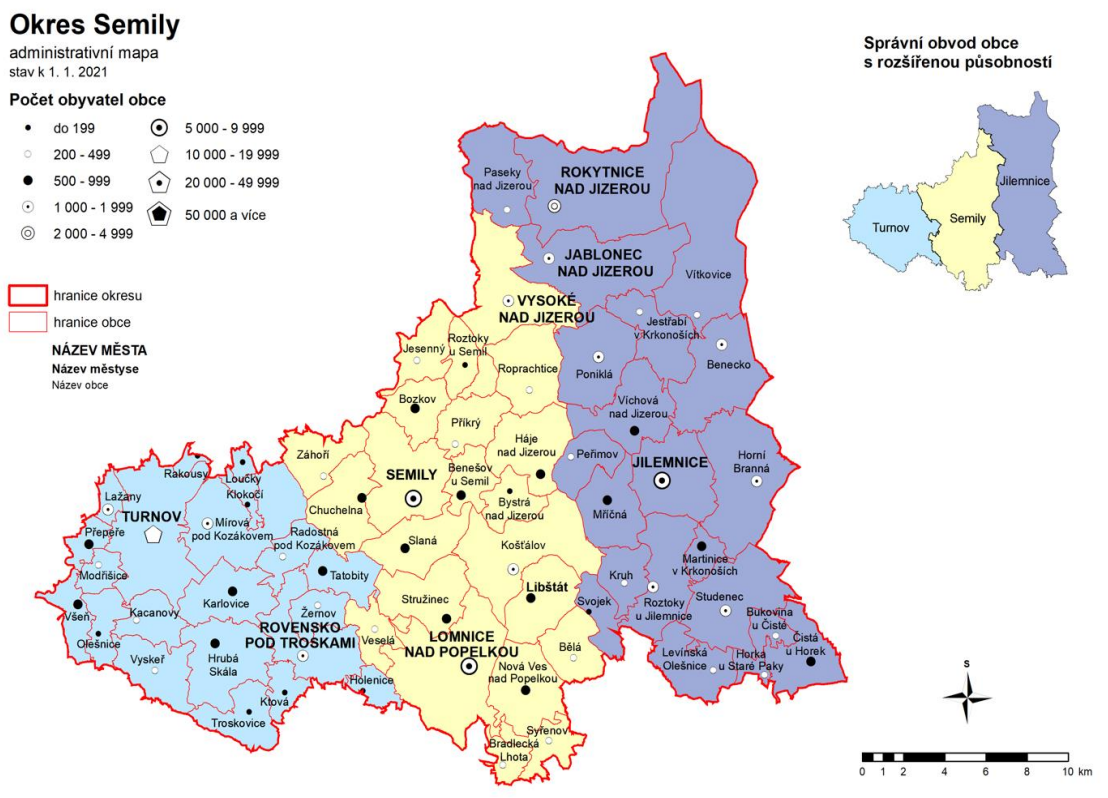 Okres Semily
administrativní mapa
stav k 1. 1. 2021
Počet obyvatel obce
do 199
200 - 499
500 - 999
1 000 - 1 999
2 000 - 4 999
5 000 - 9 999
10 000 - 19 999
20 000 - 49 999
50 000 a více
hranice okresu
hranice obce
NÁZEV MĚSTA
Název městyse
Název obce
Správní obvod obce
s rozšířenou působností
Jilemnice
Semily
Turnov
Paseky
nad Jizerou
ROKYTNICE
NAD JIZEROU
JABLONEC
NAD JIZEROU
Vítkovice
VYSOKÉ
NAD JIZEROU
Jestřabí
v Krkonoších
Roztoky
u Semil
Jesenný
Benecko
Roprachtice
Poniklá
Bozkov
Víchová
nad Jizerou
Příkrý
Háje
nad Jizerou
Záhoří
Peřimov
Horní
Branná
JILEMNICE
SEMILY
Benešov
u Semil
Rakousy
Loučky
Klokočí
Lažany
Chuchelna
Bystrá
nad Jizerou
Mříčná
TURNOV
Mírová
pod Kozákovem
Přepeře
Radostná
pod Kozákovem
Slaná
Košťálov
Martinice
v Krkonoších
Modřišice
Tatobity
Kruh
Libštát
Studenec
Karlovice
Stružinec
Svojek
Roztoky
u Jilemnice
Všeň
Kacanovy
Žernov
Bukovina
u Čisté
ROVENSKO
POD TROSKAMI
Veselá
LOMNICE
NAD POPELKOU
Olešnice
Čistá
u Horek
Bělá
Levínská
Olešnice
Horka
u Staré Paky
Vyskeř
Hrubá
Skála
Nová Ves
nad Popelkou
Holenice
Ktová
Troskovice
Syřenov
Bradlecká
Lhota
S
0 1 2 4 6 8 10 km